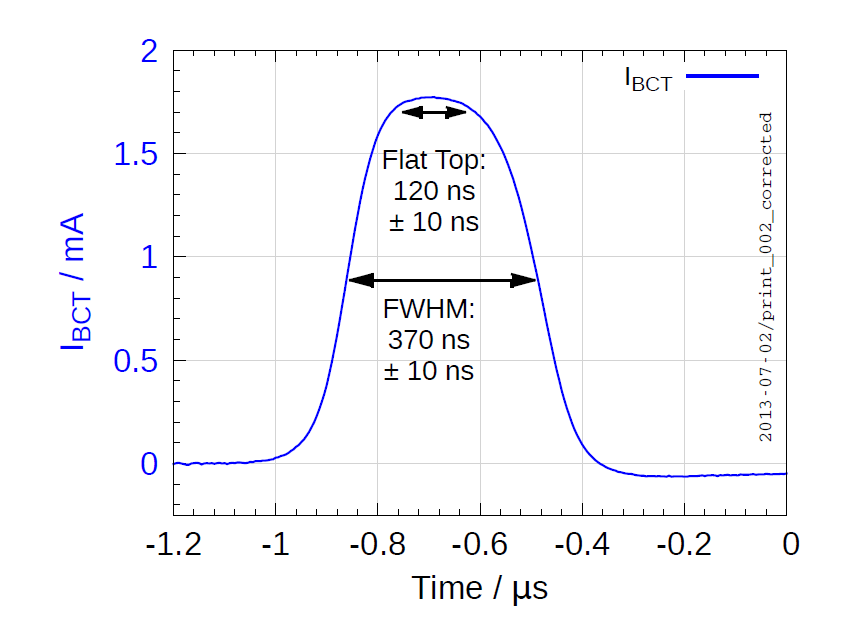 I_BCT
2
1.5
1
0.5
0
I_BCT / mA
Flat Top:
120 ns
± 10 ns
FWHM:
370 ns
± 10 ns
2013-07-02/print_002_corrected
-1.2 -1 -0.8 -0.6 -0.4 -0.2 0
Time / μs